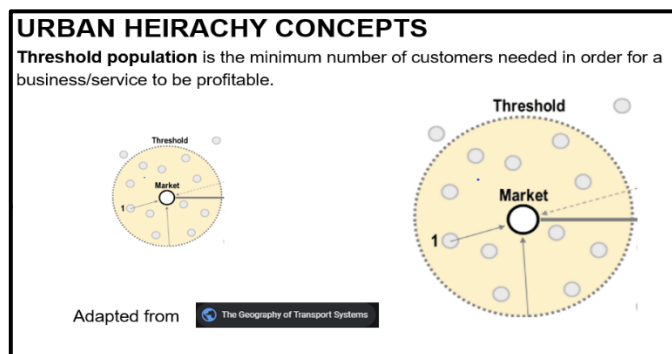 URBAN HEIRACHY CONCEPTS
Threshold population is the minimum number of customers needed in order for a
business/service to be profitable.
Threshold
Market
1
Threshold
Market
1
Adapted from The Geography of Transport Systems